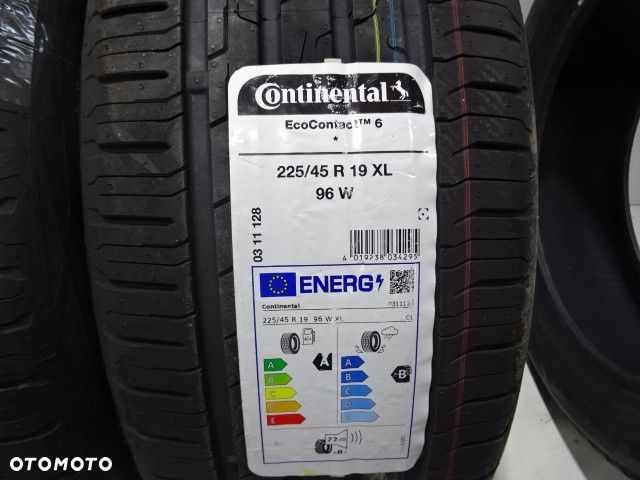 Continental
EcoContact™ 6
*
225/45 R 19 XL
96 W
03 11 128
4 019238 034295
ENERG
Continental
225/45 R 19 96 W XL
C1
A
A
B
C
D
E
A
B
B
C
D
E
72 dB
OTOMOTO